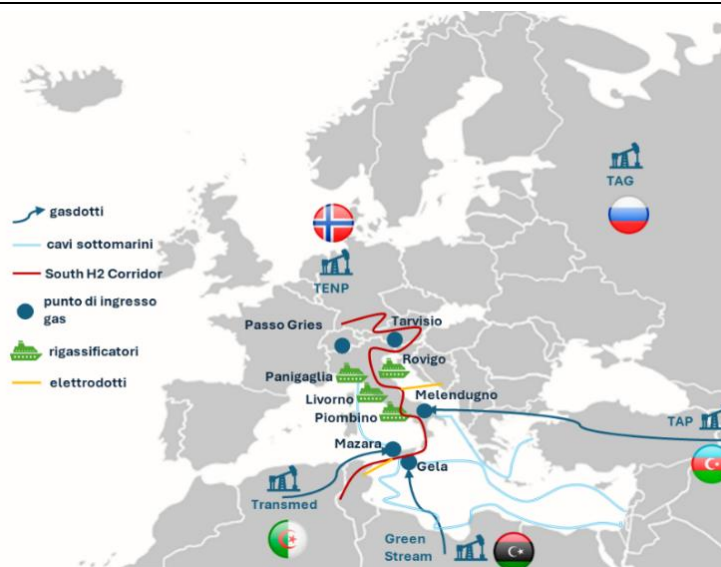 TAG
gasdotti
cavi sottomarini
South H2 Corridor
punto di ingresso
gas
rigassificatori
elettrodotti
TENP
Passo Gries
Tarvisio
Rovigo
Panigaglia
Livorno
Melendugno
Piombino
TAP
Mazara
Gela
Transmed
Green
Stream